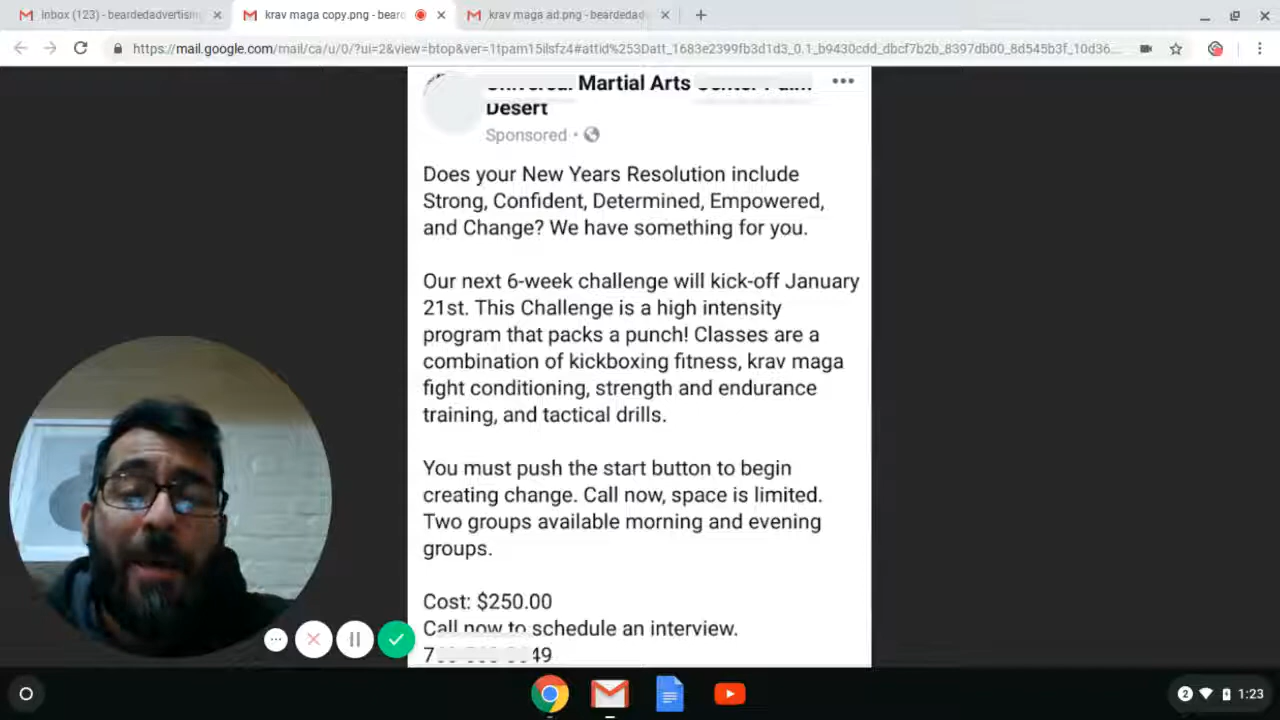 Inbox (123) - beardedadvertising
krav maga copy.png - beard
krav maga ad.png - beardedad
https://mail.google.com/mail/ca/u/0/?ui=2&view=btop&ver=1tpam15ilsfz4#attid%253Datt_1683e2399fb3d1d3_0.1_b9430cdd_dbcf7b2b_8397db00_8d545b3f_10d36...
Martial Arts
Desert
Sponsored
Does your New Years Resolution include
Strong, Confident, Determined, Empowered,
and Change? We have something for you.
Our next 6-week challenge will kick-off January
21st. This Challenge is a high intensity
program that packs a punch! Classes are a
combination of kickboxing fitness, krav maga
fight conditioning, strength and endurance
training, and tactical drills.
You must push the start button to begin
creating change. Call now, space is limited.
Two groups available morning and evening
groups.
Cost: $250.00
Call now to schedule an interview.
2
1:23